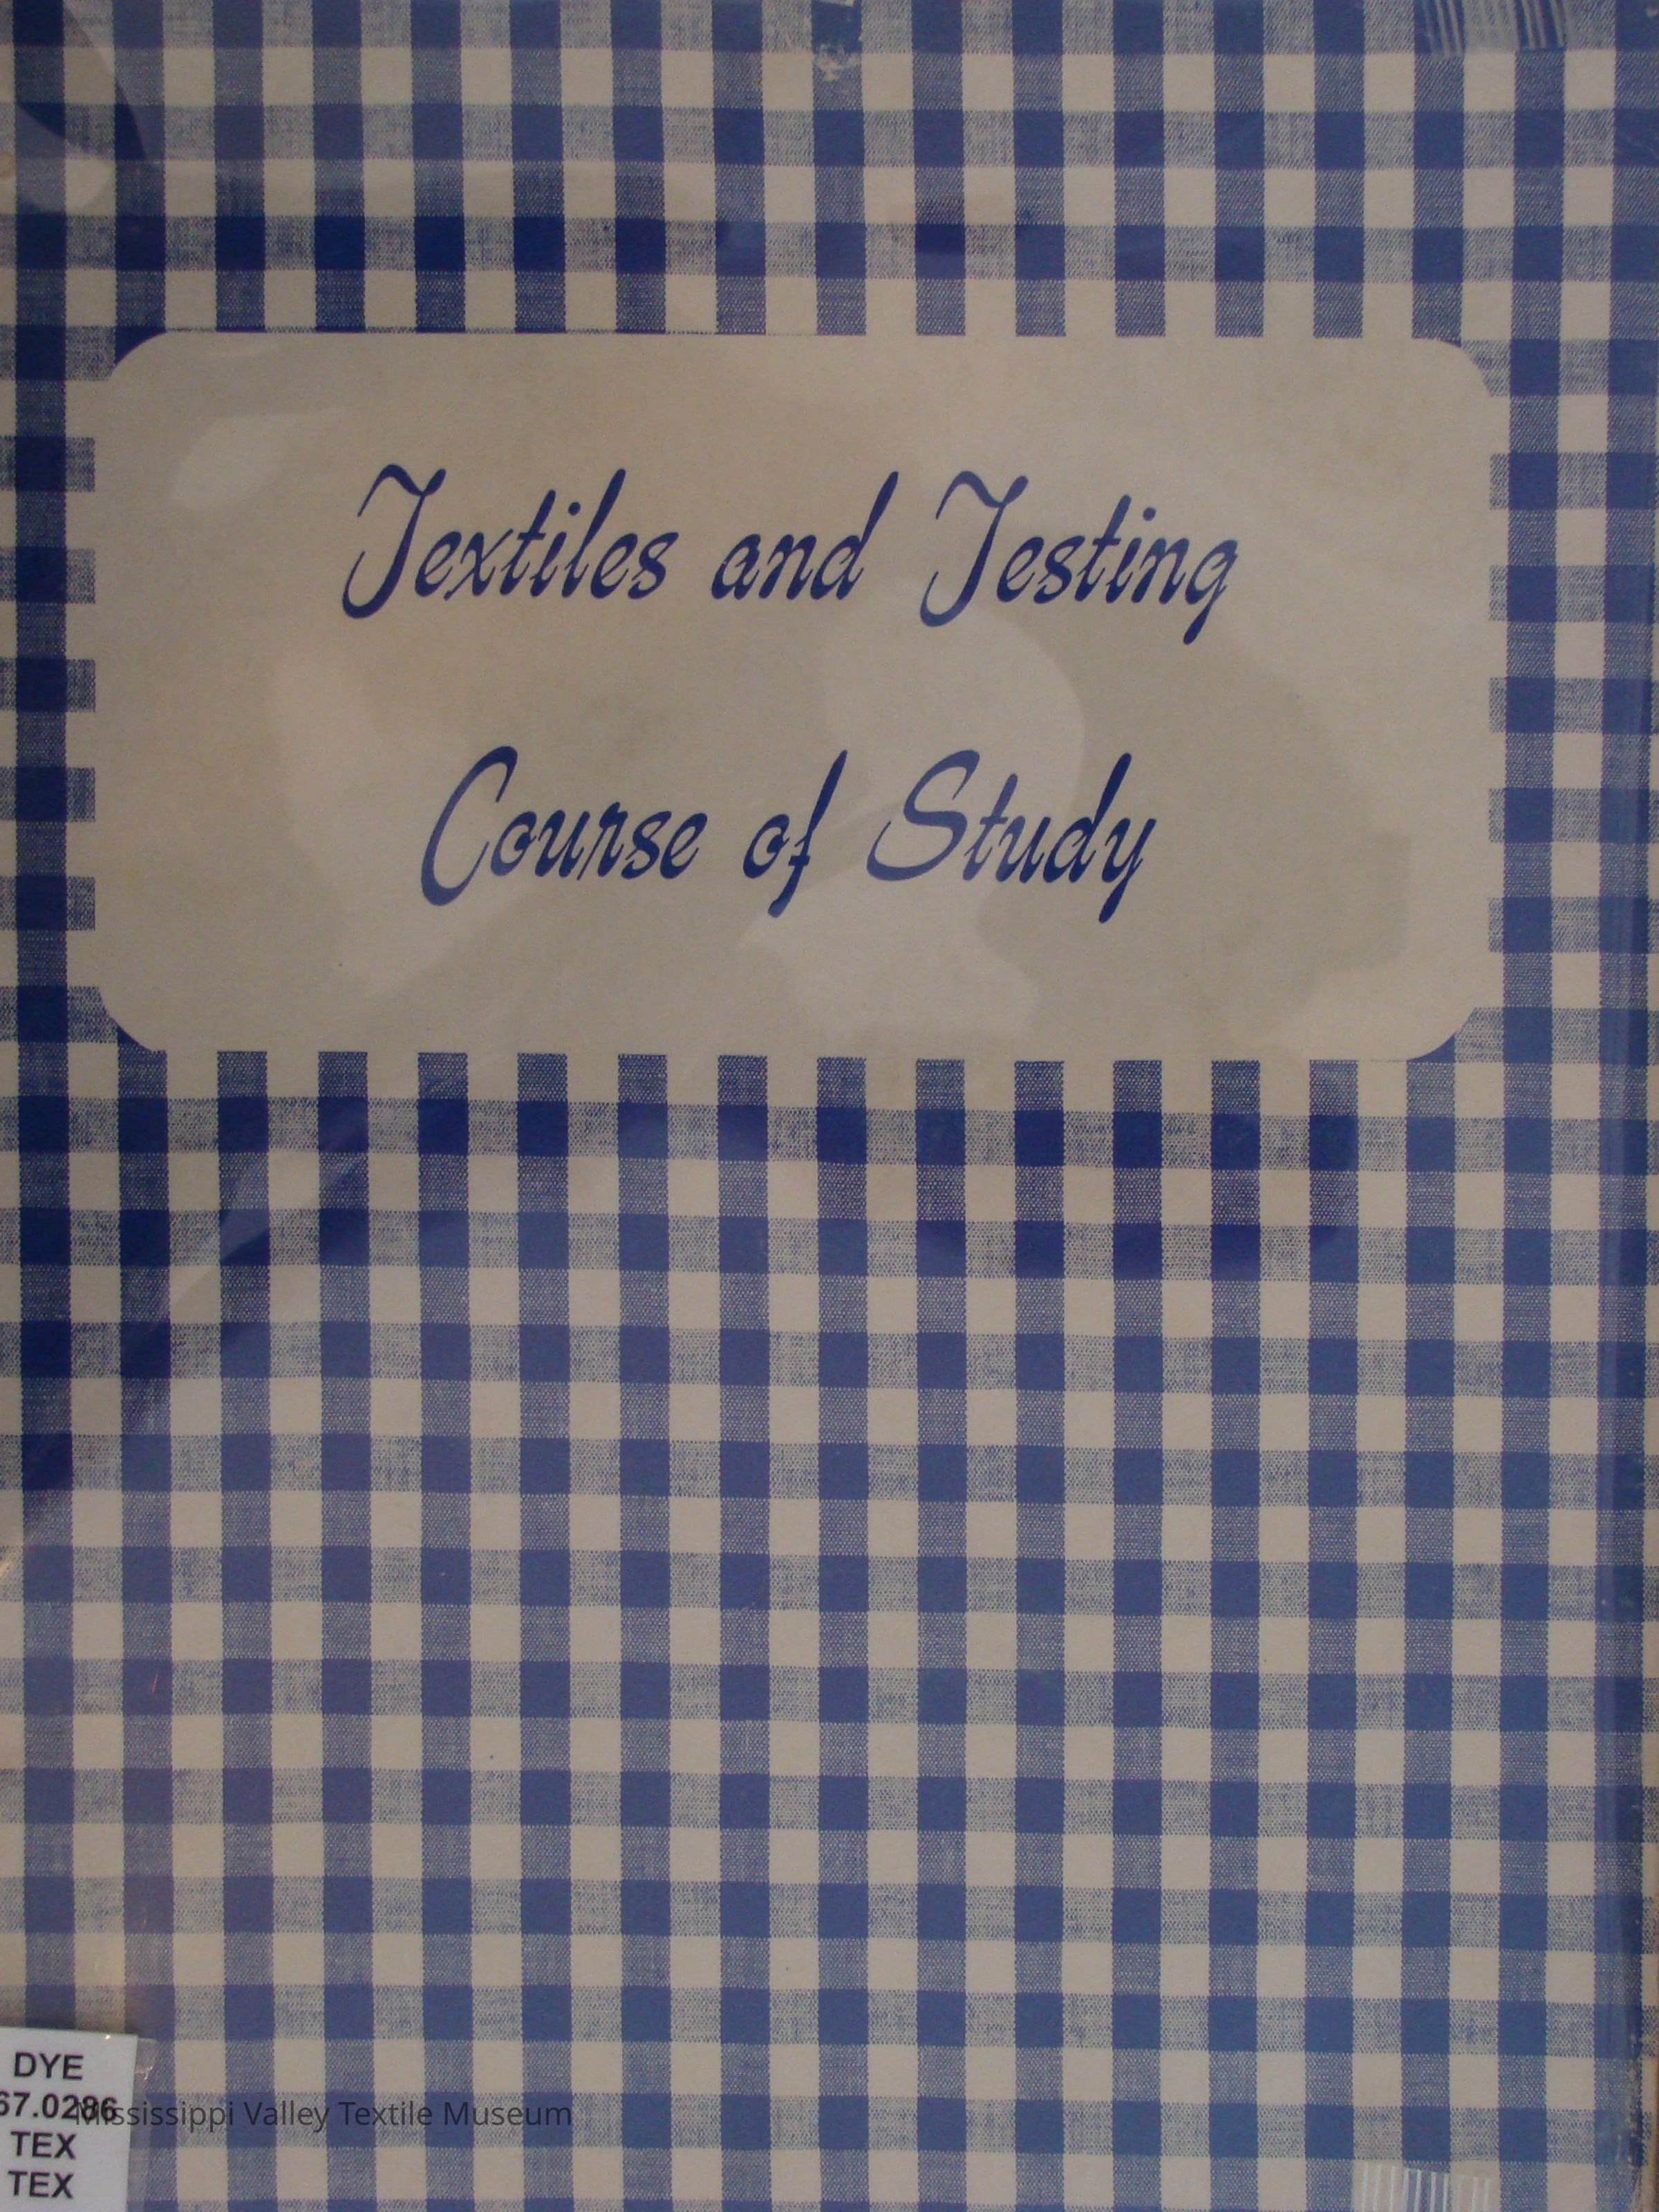 Textiles and Testing
Course of Study
DYE
67.0286
TEX
TEX
Mississippi Valley Textile Museum